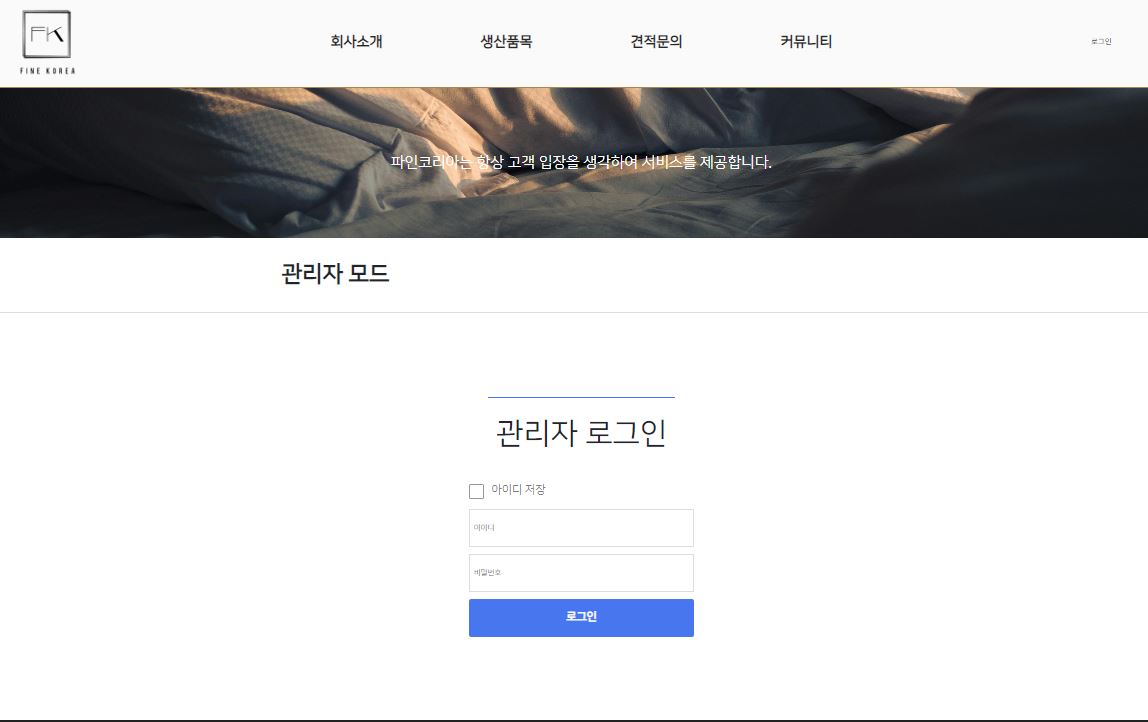 FK
FINE KOREA
회사소개
생산품목
견적문의
커뮤니티
로그인
파인코리아는 항상 고객 입장을 생각하여 서비스를 제공합니다.
관리자 모드
관리자 로그인
아이디 저장
아이디
비밀번호
로그인